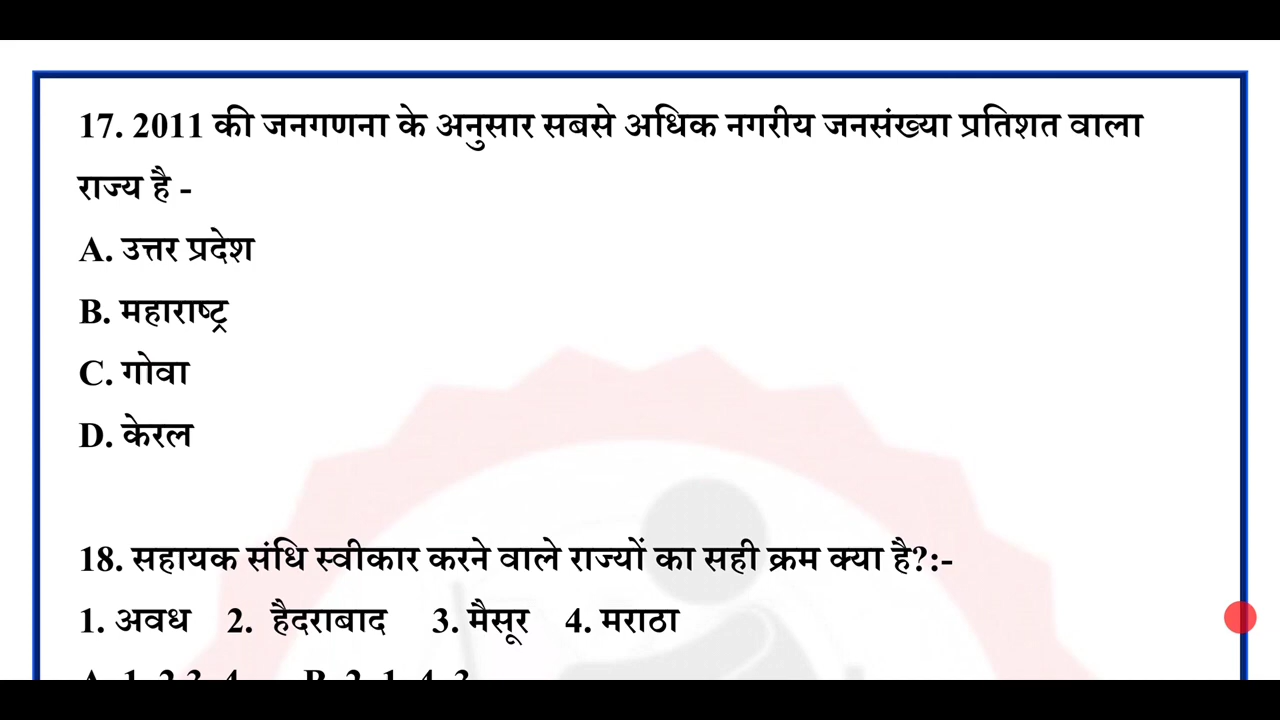 17. 2011 की जनगणना के अनुसार सबसे अधिक नगरीय जनसंख्या प्रतिशत वाला
राज्य है -
A. उत्तर प्रदेश
B. महाराष्ट्र
C. गोवा
D. केरल
18. सहायक संधि स्वीकार करने वाले राज्यों का सही क्रम क्या है?:-
1. अवध 2. हैदराबाद 3. मैसूर 4. मराठा